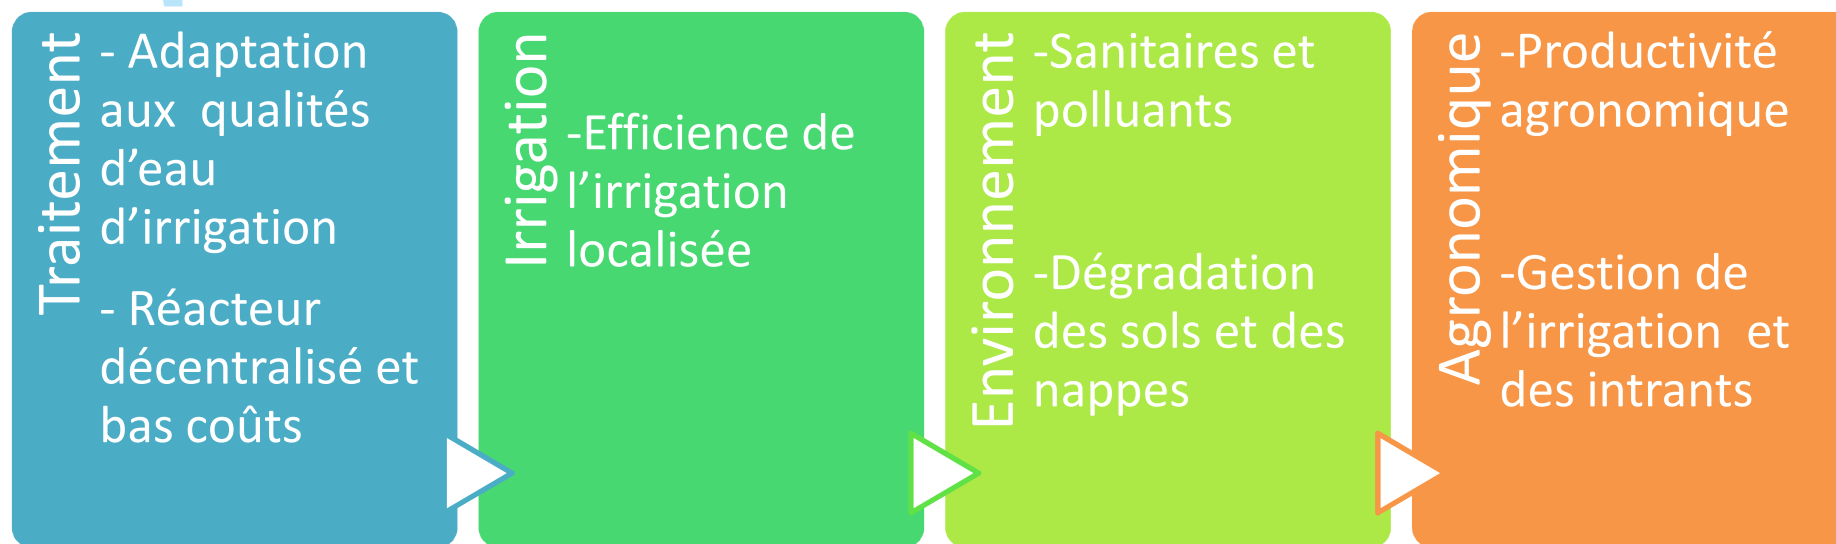 Traitement
- Adaptation
aux qualités
d’eau
d’irrigation
- Réacteur
décentralisé et
bas coûts
Irrigation
-Efficience de
l’irrigation
localisée
Environnement
-Sanitaires et
polluants
-Dégradation
des sols et des
nappes
Agronomique
-Productivité
agronomique
-Gestion de
l’irrigation et
des intrants